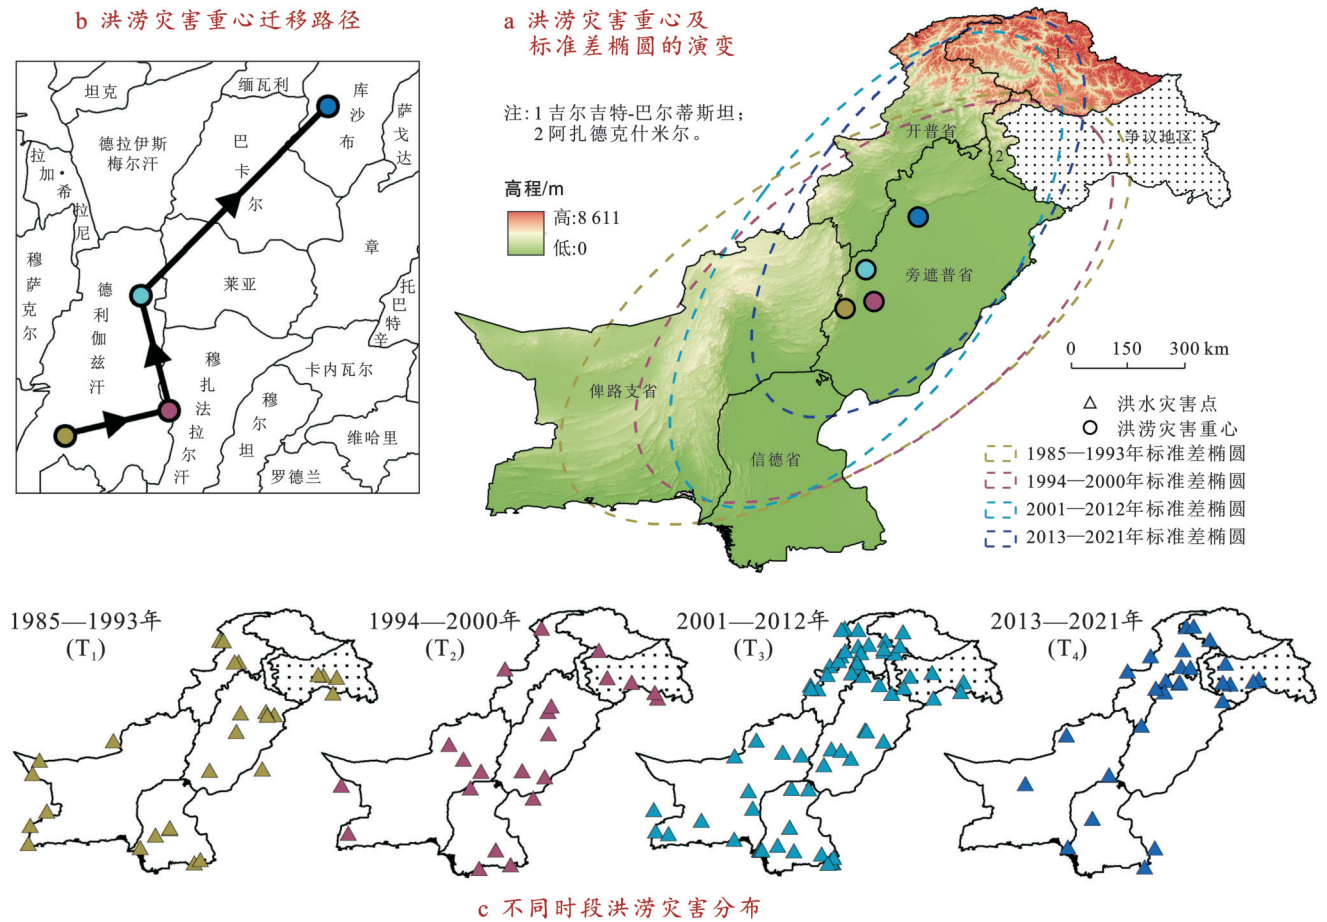 b 洪涝灾害重心迁移路径
坦克
缅瓦利
库沙布
萨戈达
德拉伊斯
梅尔汗
巴卡尔
拉加·希拉尼
穆萨克尔
德利伽兹汗
莱亚
章
托巴特辛
穆扎法拉尔汗
穆尔坦
卡内瓦尔
维哈里
罗德兰
a 洪涝灾害重心及
标准差椭圆的演变
注:1 吉尔吉特-巴尔蒂斯坦;
2 阿扎德克什米尔。
高程/m
高:8 611
低:0
1
2
开普省
争议地区
旁遮普省
俾路支省
信德省
0 150 300 km
洪水灾害点
洪涝灾害重心
1985—1993年标准差椭圆
1994—2000年标准差椭圆
2001—2012年标准差椭圆
2013—2021年标准差椭圆
1985—1993年
(T₁)
1994—2000年
(T₂)
2001—2012年
(T₃)
2013—2021年
(T₄)
c 不同时段洪涝灾害分布